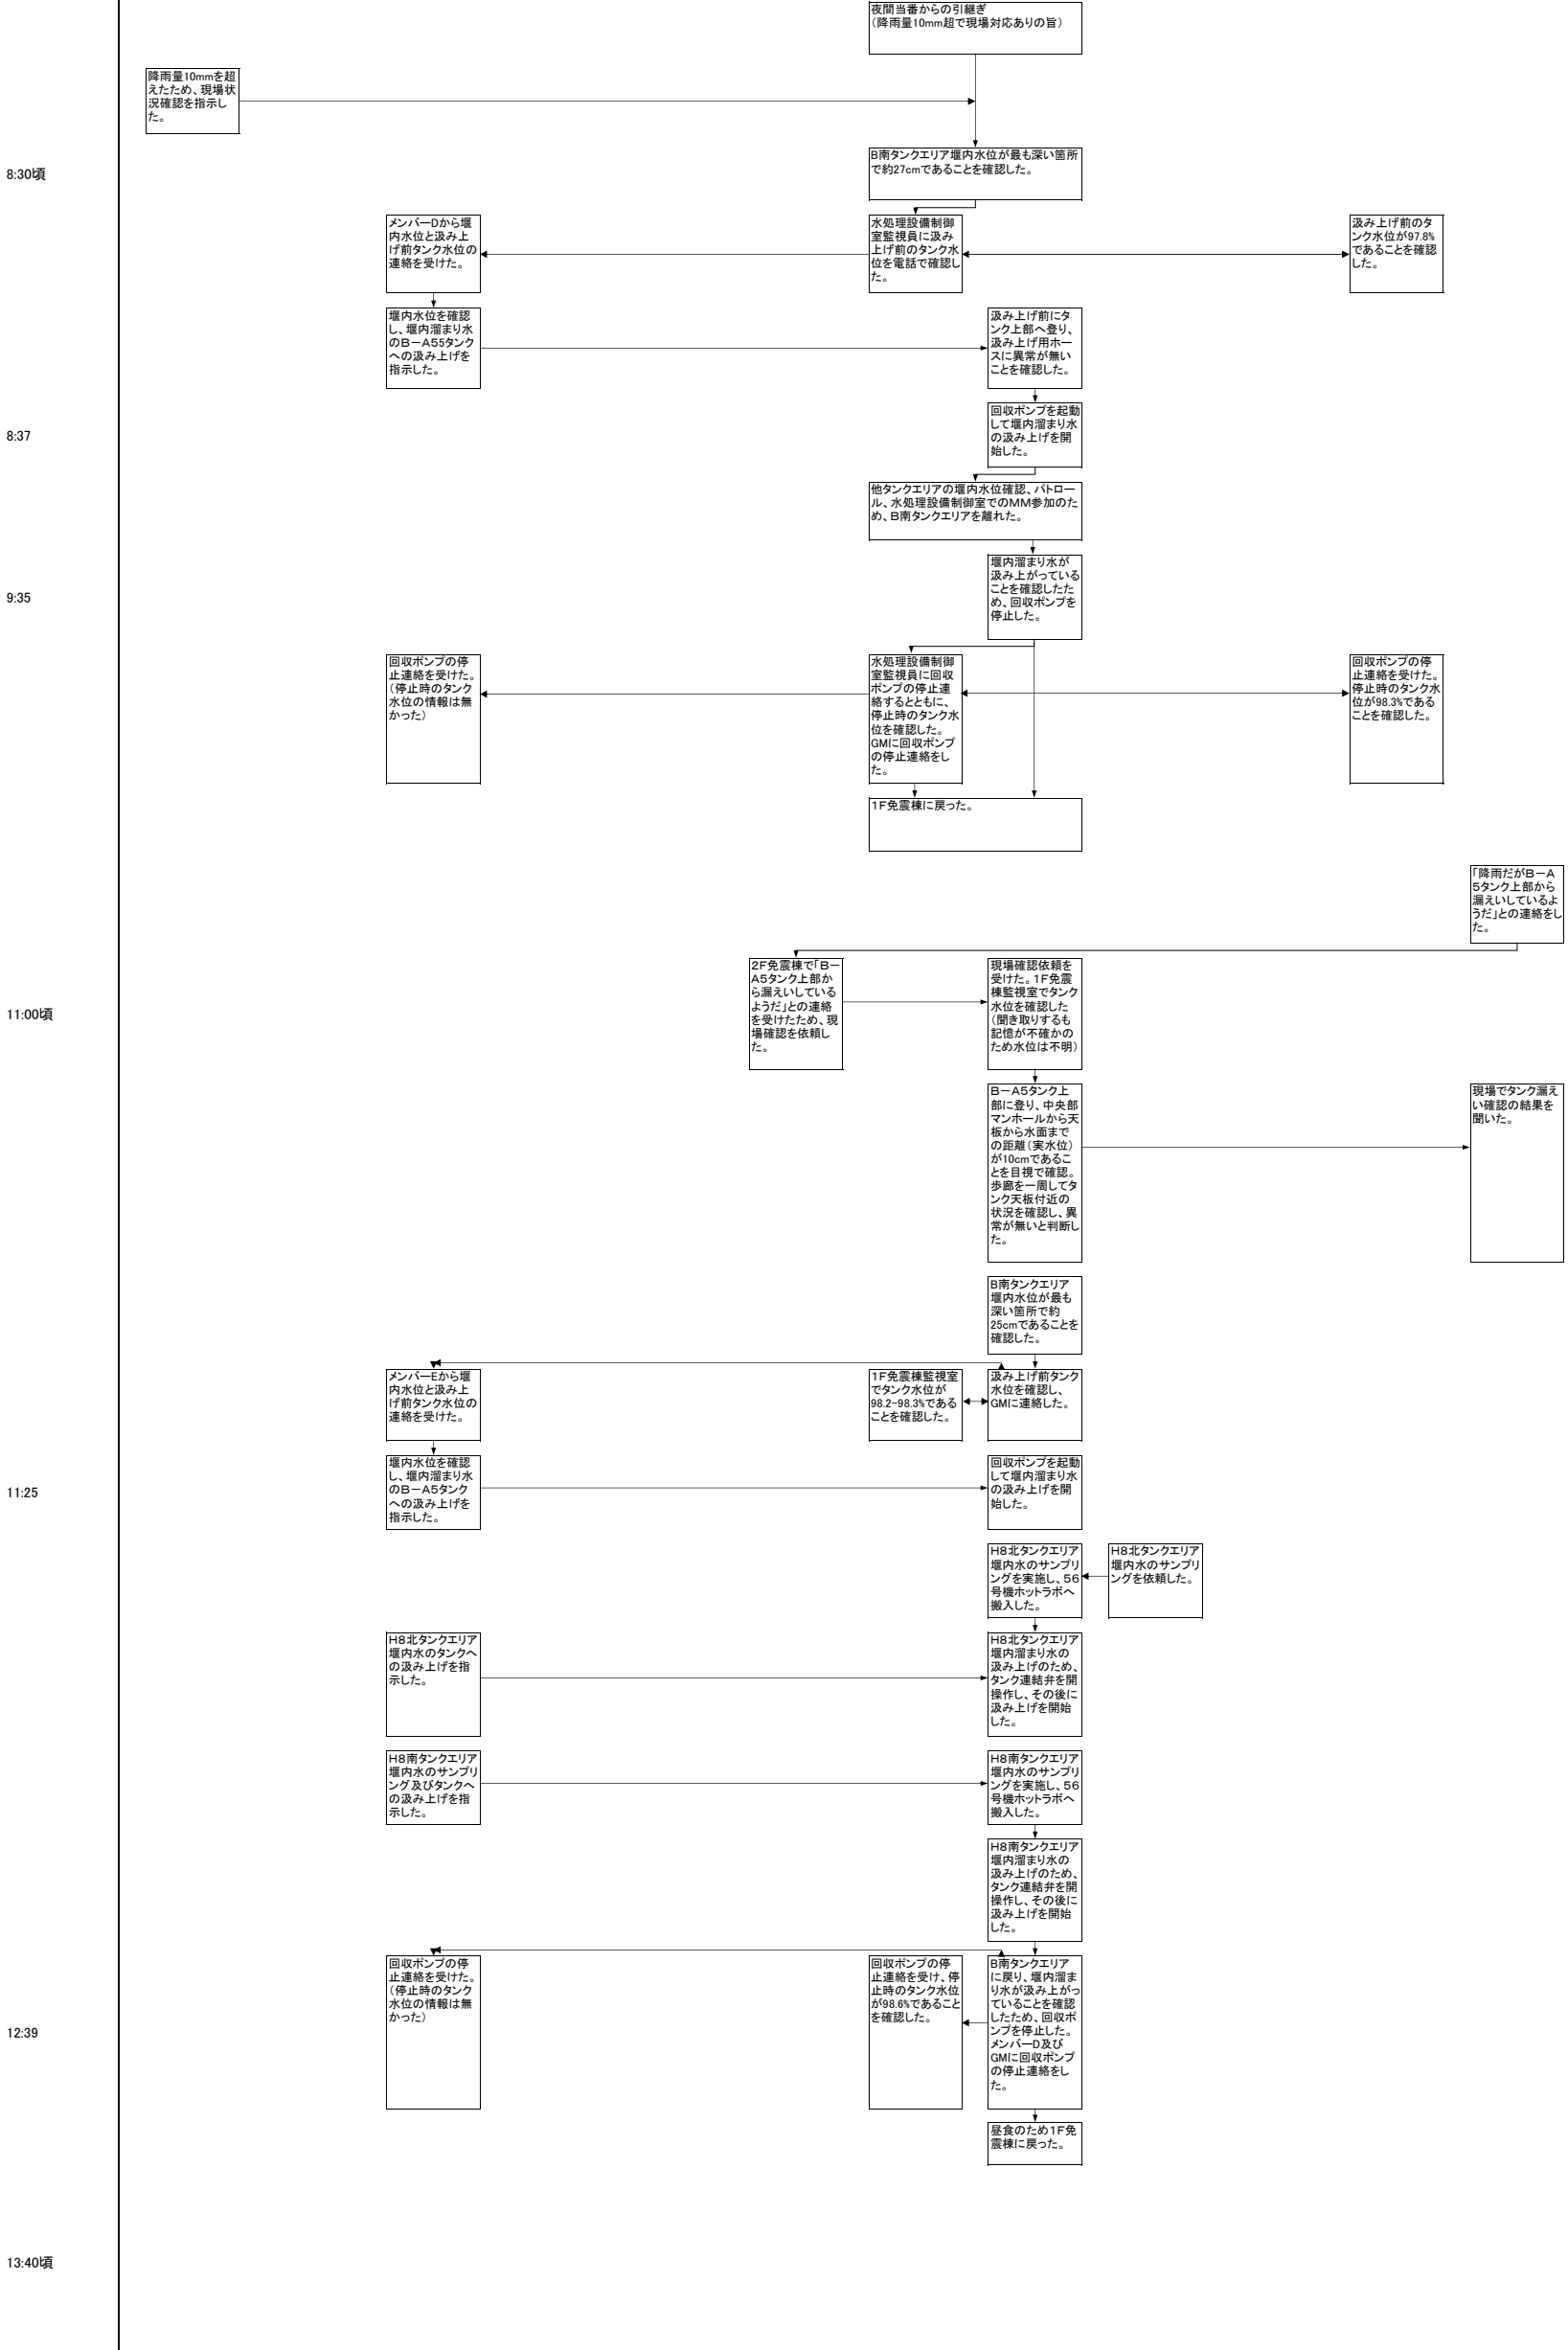 夜間当番からの引継ぎ
（降雨量10mm超で現場対応ありの旨）
降雨量10mmを超
えたため、現場状
況確認を指示し
た。
8:30頃
B南タンクエリア堰内水位が最も深い箇所
で約27cmであることを確認した。
メンバーDから堰
内水位と汲み上
げ前タンク水位の
連絡を受けた。
水処理設備制御
室監視員に汲み
上げ前のタンク水
位を電話で確認し
た。
汲み上げ前のタ
ンク水位が97.8%
であることを確認
した。
堰内水位を確認
し、堰内溜まり水
のB－A55タンク
への汲み上げを
指示した。
汲み上げ前にタ
ンク上部へ登り、
汲み上げ用ホー
スに異常が無い
ことを確認した。
8:37
回収ポンプを起動
して堰内溜まり水
の汲み上げを開
始した。
他タンクエリアの堰内水位確認、パトロー
ル、水処理設備制御室でのMM参加のた
め、B南タンクエリアを離れた。
9:35
堰内溜まり水が
汲み上がっている
ことを確認したた
め、回収ポンプを
停止した。
回収ポンプの停
止連絡を受けた。
（停止時のタンク
水位の情報は無
かった）
水処理設備制御
室監視員に回収
ポンプの停止連
絡するとともに、
停止時のタンク水
位を確認した。
GMに回収ポンプ
の停止連絡をし
た。
回収ポンプの停
止連絡を受けた。
停止時のタンク水
位が98.3%である
ことを確認した。
1F免震棟に戻った。
「降雨だがB－A
5タンク上部から
漏えいしているよ
うだ」との連絡をし
た。
11:00頃
2F免震棟で「B－
A5タンク上部か
ら漏えいしている
ようだ」との連絡
を受けたため、現
場確認を依頼し
た。
現場確認依頼を
受けた。1F免震
棟監視室でタンク
水位を確認した
（聞き取りするも
記憶が不確かの
ため水位は不明）
B－A5タンク上
部に登り、中央部
マンホールから天
板から水面まで
の距離（実水位）
が10cmであるこ
とを目視で確認。
歩廊を一周してタ
ンク天板付近の
状況を確認し、異
常が無いと判断し
た。
現場でタンク漏え
い確認の結果を
聞いた。
B南タンクエリア
堰内水位が最も
深い箇所で約
25cmであることを
確認した。
メンバーEから堰
内水位と汲み上
げ前タンク水位の
連絡を受けた。
1F免震棟監視室
でタンク水位が
98.2-98.3%である
ことを確認した。
汲み上げ前タンク
水位を確認し、
GMに連絡した。
11:25
堰内水位を確認
し、堰内溜まり水
のB－A5タンク
への汲み上げを
指示した。
回収ポンプを起動
して堰内溜まり水
の汲み上げを開
始した。
H8北タンクエリア
堰内水のサンプリ
ングを実施し、56
号機ホットラボへ
搬入した。
H8北タンクエリア
堰内水のサンプリ
ングを依頼した。
H8北タンクエリア
堰内水のタンクへ
の汲み上げを指
示した。
H8北タンクエリア
堰内溜まり水の
汲み上げのため、
タンク連結弁を開
操作し、その後に
汲み上げを開始
した。
H8南タンクエリア
堰内水のサンプリ
ング及びタンクへ
の汲み上げを指
示した。
H8南タンクエリア
堰内水のサンプリ
ングを実施し、56
号機ホットラボへ
搬入した。
H8南タンクエリア
堰内溜まり水の
汲み上げのため、
タンク連結弁を開
操作し、その後に
汲み上げを開始
した。
12:39
回収ポンプの停
止連絡を受けた。
（停止時のタンク
水位の情報は無
かった）
回収ポンプの停
止連絡を受け、停
止時のタンク水位
が98.6%であること
を確認した。
B南タンクエリア
に戻り、堰内溜ま
り水が汲み上がっ
ていることを確認
したため、回収ポ
ンプを停止した。
メンバーD及び
GMに回収ポンプ
の停止連絡をし
た。
昼食のため1F免
震棟に戻った。
13:40頃